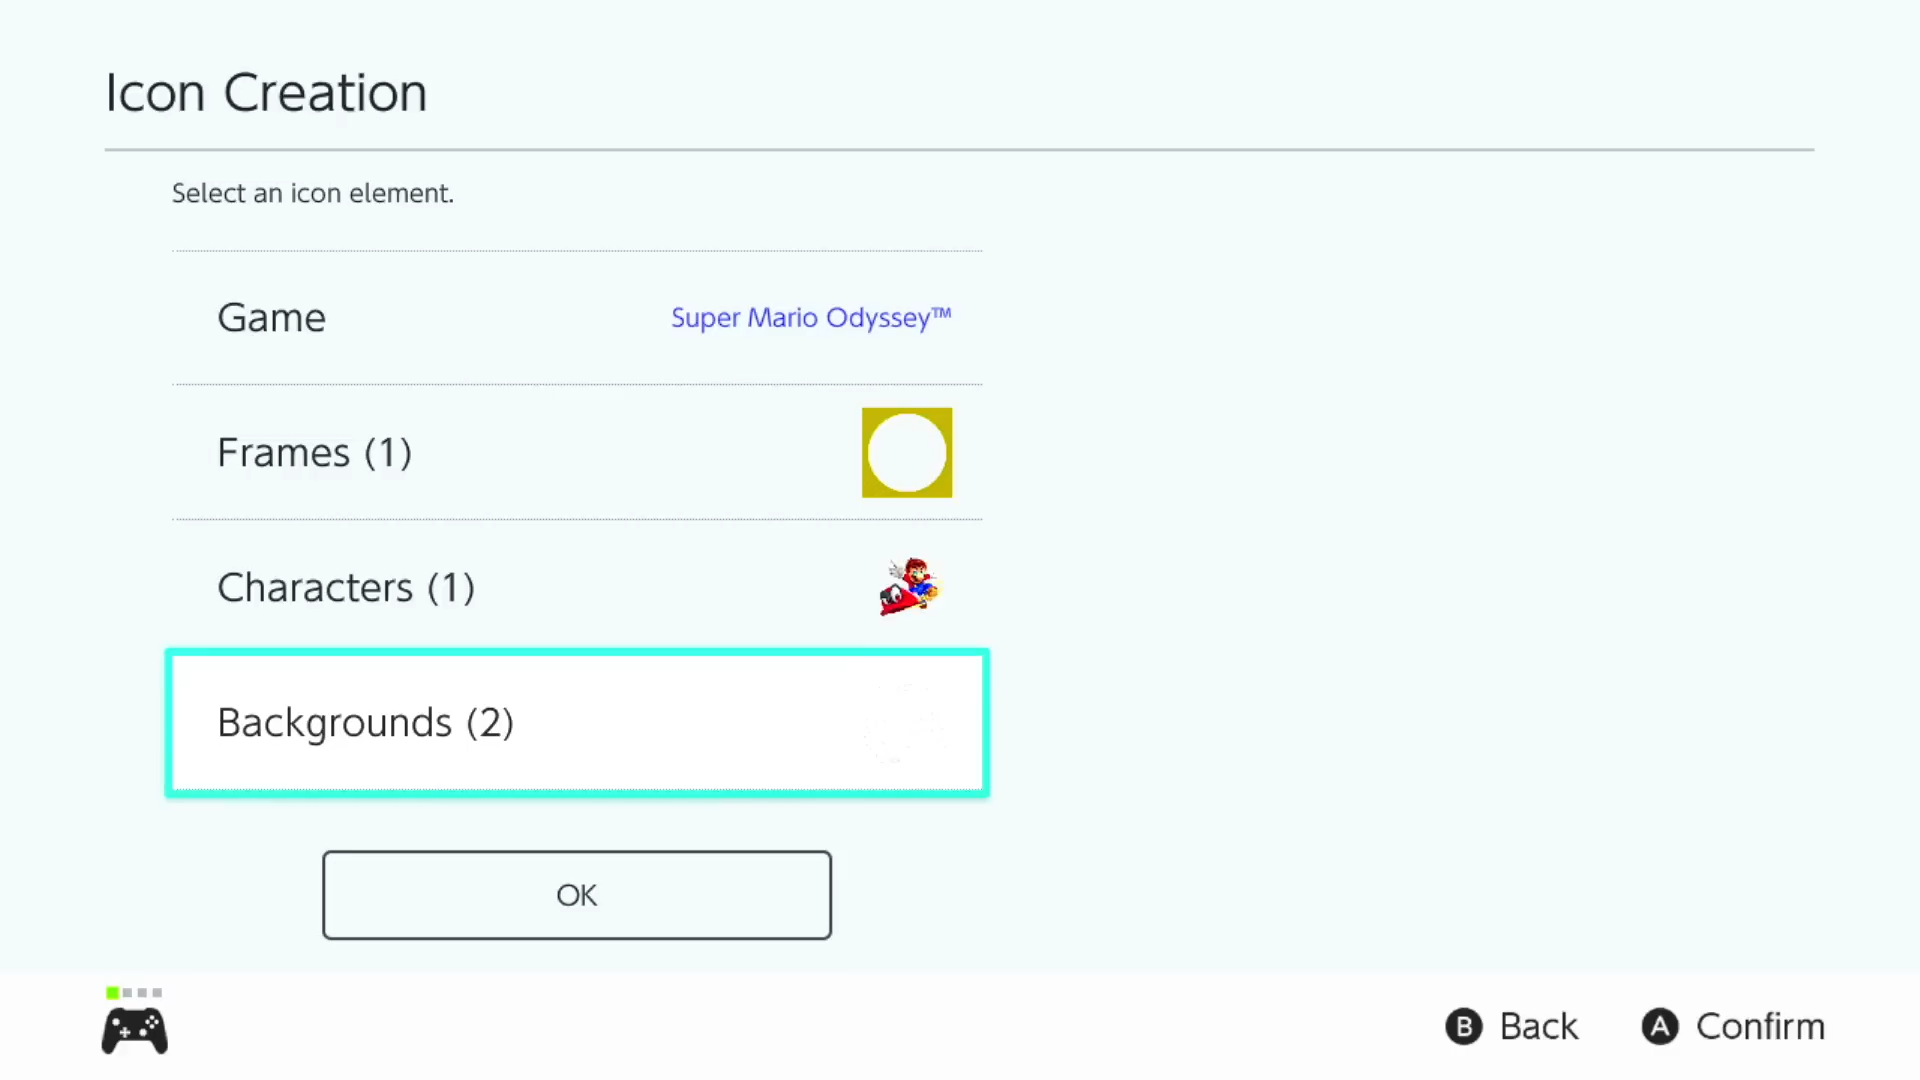 Icon Creation
Select an icon element.
Game
Super Mario Odyssey™
Frames (1)
Characters (1)
Backgrounds (2)
OK
B Back
A Confirm